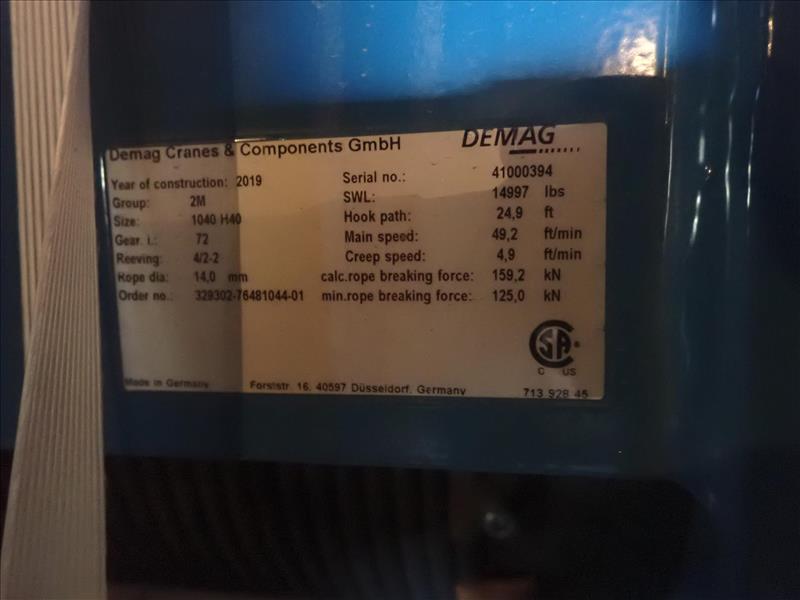 Demag Cranes & Components GmbH
DEMAG
Year of construction: 2019
Group: 2M
Size: 1040 H40
Gear. i.: 72
Reeving: 4/2-2
Rope dia: 14,0 mm
Order no.: 329302-76481044-01
Serial no.: 41000394
SWL: 14997 lbs
Hook path: 24,9 ft
Main speed: 49,2 ft/min
Creep speed: 4,9 ft/min
calc.rope breaking force: 159,2 kN
min.rope breaking force: 125,0 kN
SA
C US
Made in Germany
Forststr. 16, 40597 Düsseldorf, Germany
713 928 45